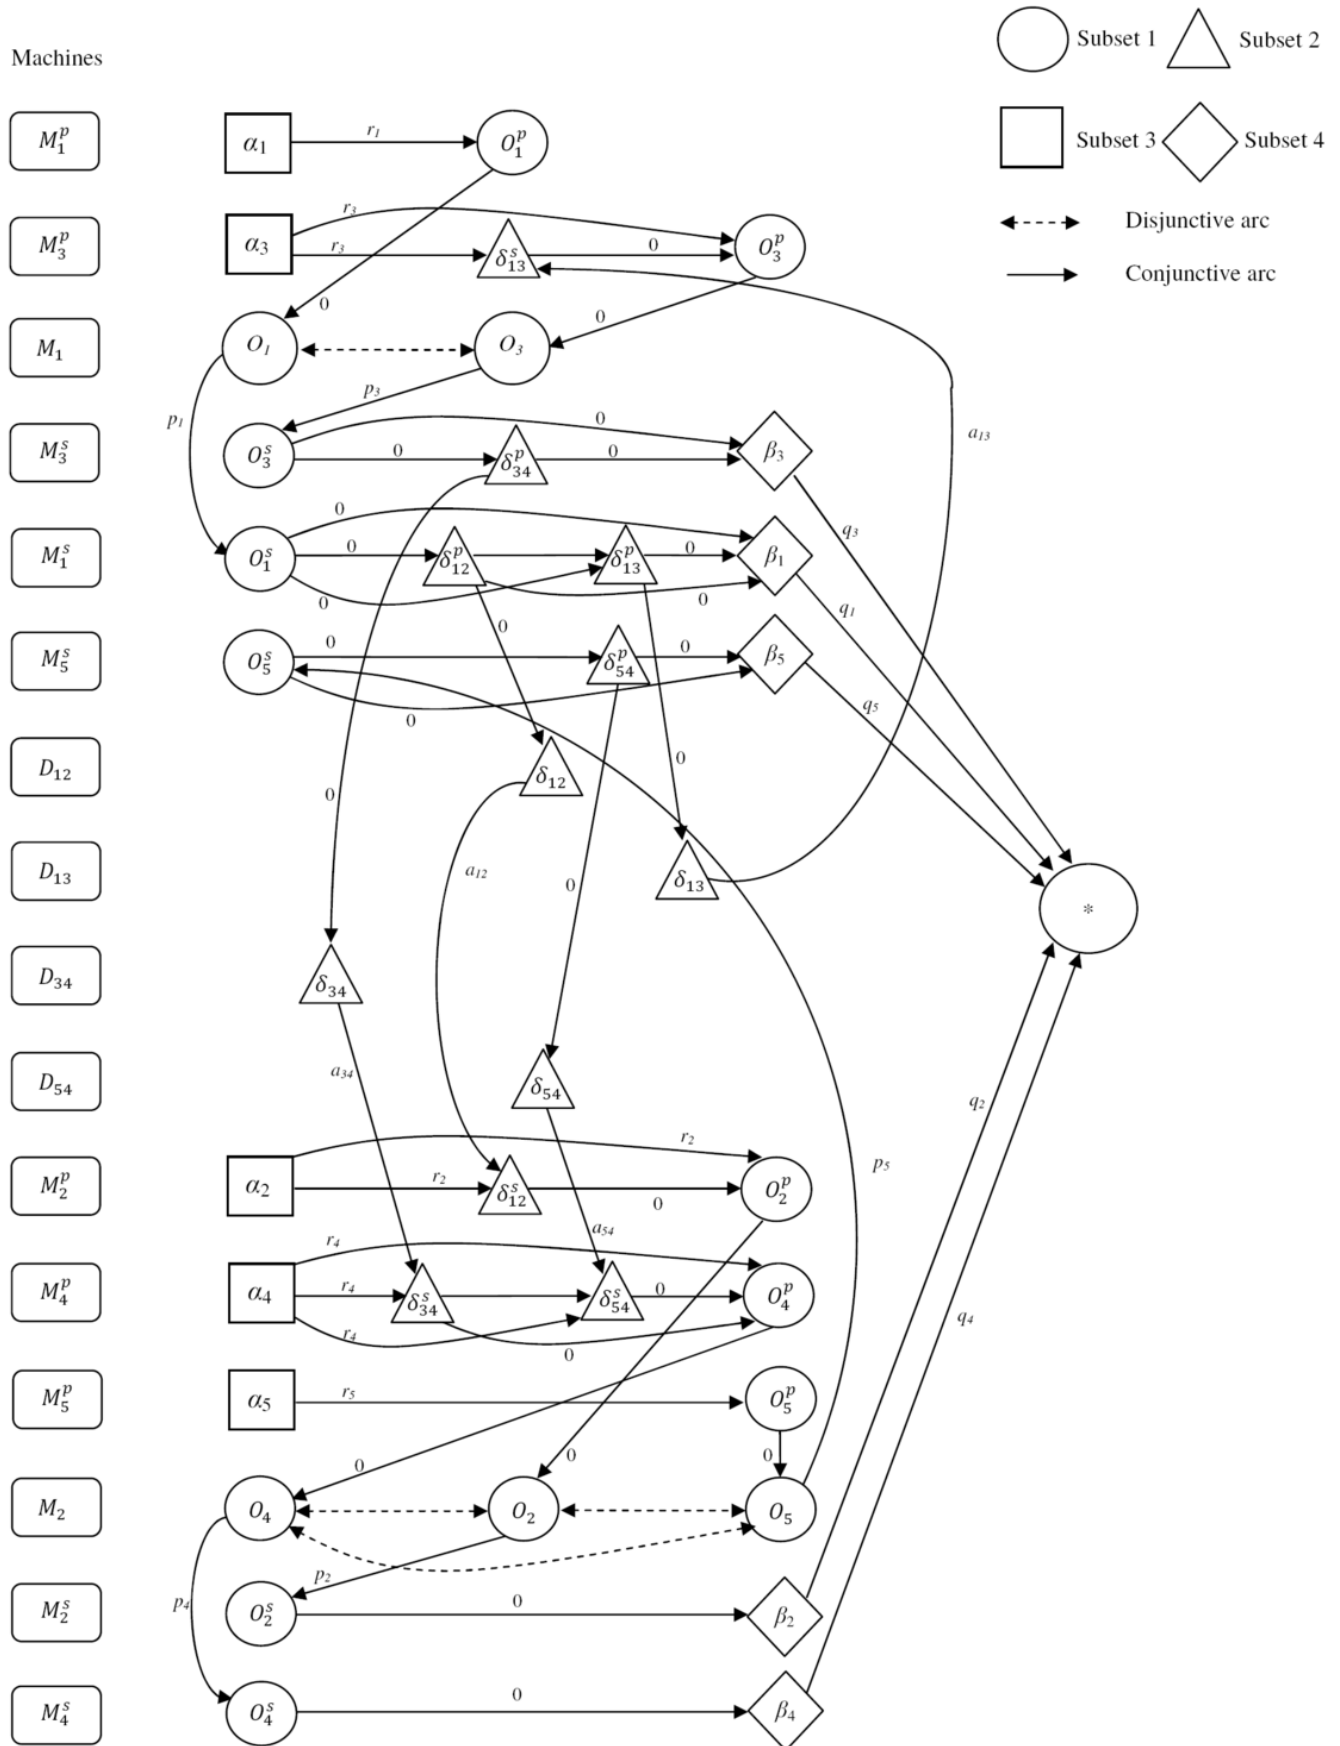 Subset 1 Subset 2
Machines
Subset 3 Subset 4
M_1^p α_1 r_1 O_1^p
Disjunctive arc
M_3^p α_3 r_3 r_3 δ_13^s 0 O_3^p
Conjunctive arc
0 0
M_1 O_1 O_3
p_1 p_3
0
M_3^s O_3^s 0 δ_34^p 0 β_3 a_13
0 q_3
M_1^s O_1^s 0 δ_12^p δ_13^p 0 β_1
0 0 q_1
0 0
M_5^s O_5^s δ_54^p β_5
0 q_5
D_12 δ_12 0
0
D_13 a_12 0 δ_13 *
D_34 δ_34
D_54 a_34 δ_54 q_2
r_2 p_5
M_2^p α_2 r_2 δ_12^s 0 O_2^p
r_4 a_54
M_4^p α_4 r_4 δ_34^s δ_54^s 0 O_4^p q_4
r_4 0
M_5^p α_5 r_5 O_5^p
0 0 0
M_2 O_4 O_2 O_5
p_2
M_2^s p_4 O_2^s 0 β_2
M_4^s O_4^s 0 β_4